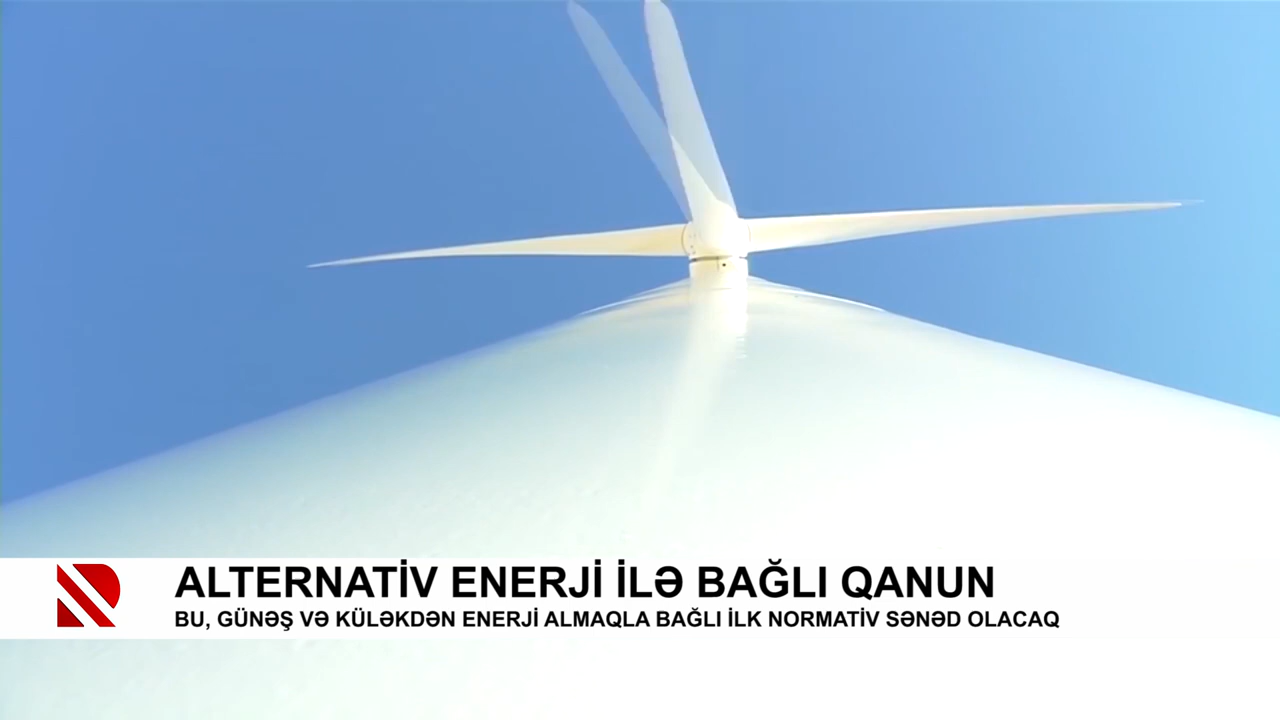 ALTERNATİV ENERJİ İLƏ BAĞLI QANUN
BU, GÜNƏŞ VƏ KÜLƏKDƏN ENERJİ ALMAQLA BAĞLI İLK NORMATİV SƏNƏD OLACAQ